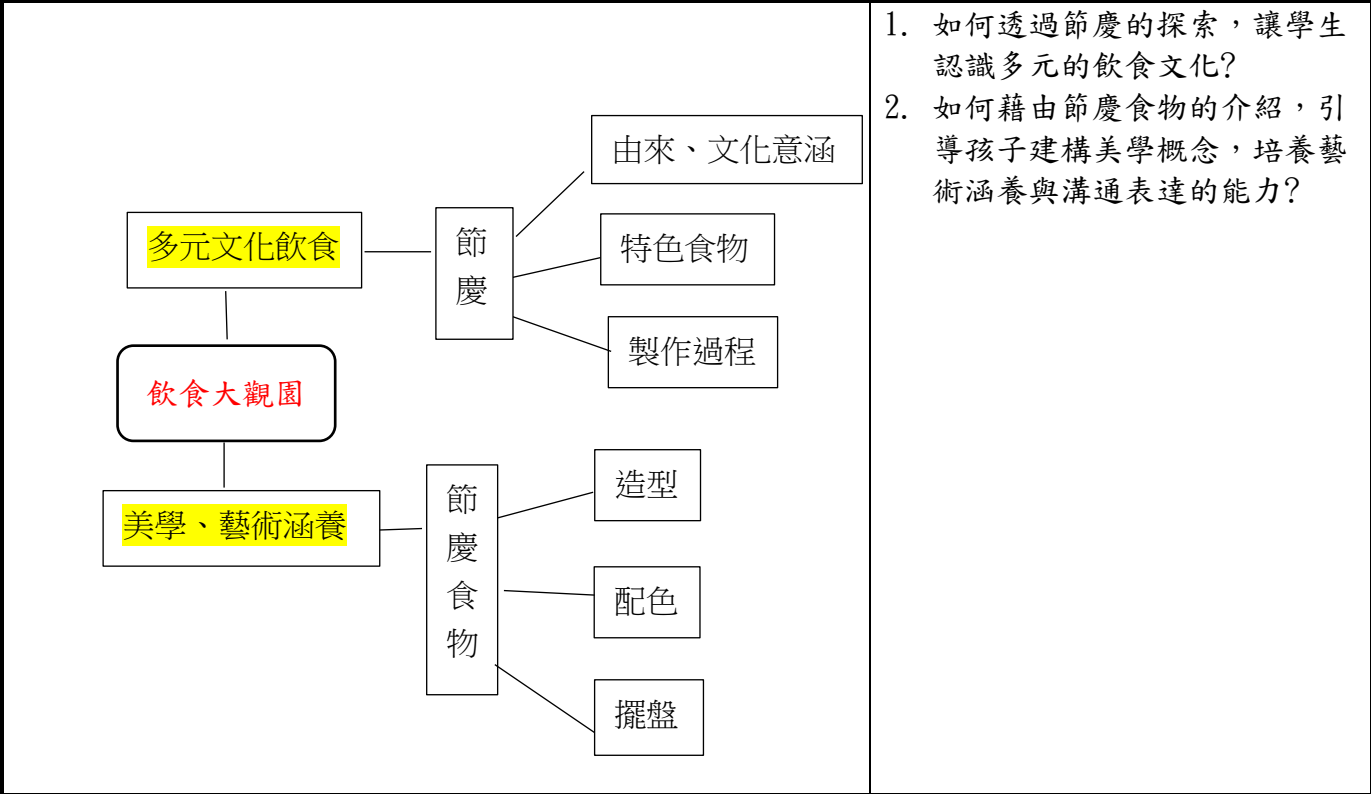 由來、文化意涵
多元文化飲食
節
慶
特色食物
製作過程
飲食大觀園
美學、藝術涵養
節
慶
食
物
造型
配色
擺盤
1. 如何透過節慶的探索，讓學生
認識多元的飲食文化?
2. 如何藉由節慶食物的介紹，引
導孩子建構美學概念，培養藝
術涵養與溝通表達的能力?